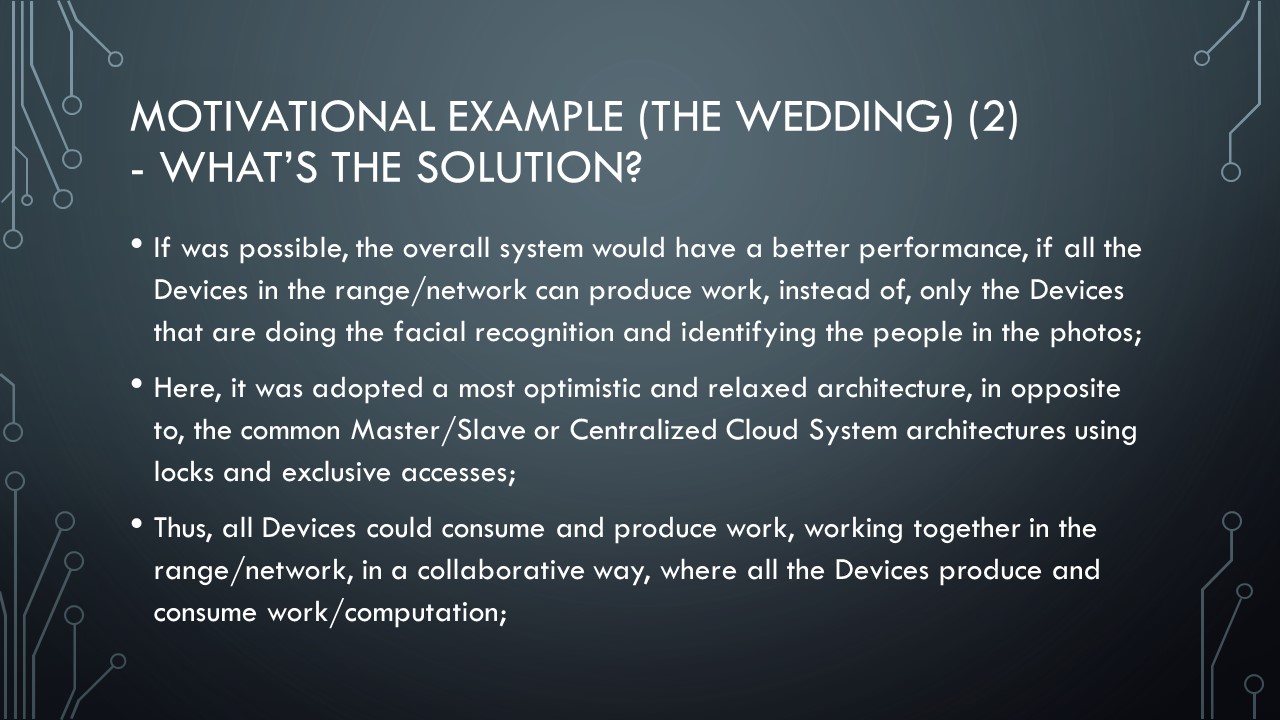 MOTIVATIONAL EXAMPLE (THE WEDDING) (2)
- WHAT’S THE SOLUTION?
• If was possible, the overall system would have a better performance, if all the
Devices in the range/network can produce work, instead of, only the Devices
that are doing the facial recognition and identifying the people in the photos;
• Here, it was adopted a most optimistic and relaxed architecture, in opposite
to, the common Master/Slave or Centralized Cloud System architectures using
locks and exclusive accesses;
• Thus, all Devices could consume and produce work, working together in the
range/network, in a collaborative way, where all the Devices produce and
consume work/computation;